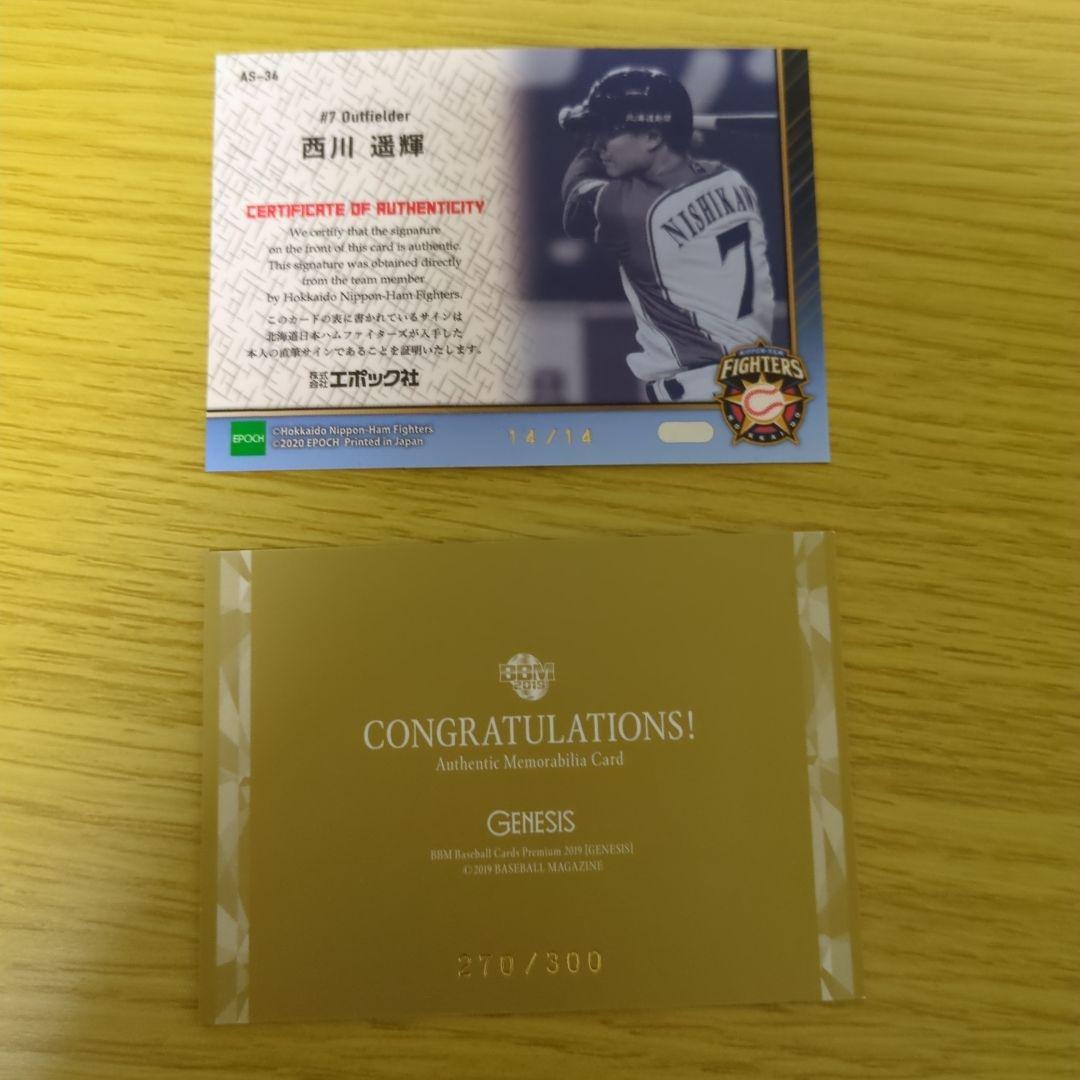 AS-36
#7 Outfielder
西川 遥輝
CERTIFICATE OF AUTHENTICITY
We certify that the signature
on the front of this card is authentic.
This signature was obtained directly
from the team member
by Hokkaido Nippon-Ham Fighters.
このカードの表に書かれているサインは
北海道日本ハムファイターズが入手した
本人の直筆サインであることを証明いたします。
株式会社エポック社
EPOCH
©Hokkaido Nippon-Ham Fighters
©2020 EPOCH Printed in Japan
14/14
NISHIKAW
7
FIGHTERS
HOKKAIDO
BBM
2019
CONGRATULATIONS!
Authentic Memorabilia Card
GENESIS
BBM Baseball Cards Premium 2019 [GENESIS]
©2019 BASEBALL MAGAZINE
270/300